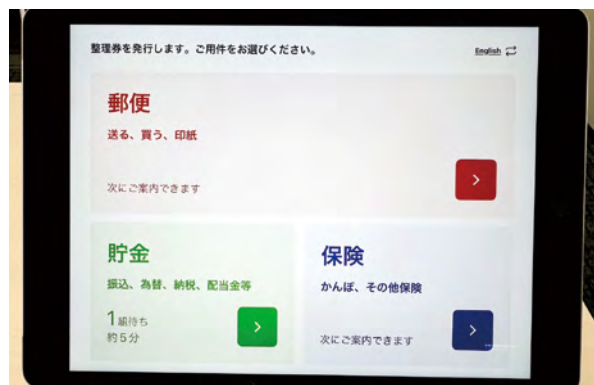 整理券を発行します。ご用件をお選びください。
English
郵便
送る、買う、印紙
次にご案内できます
貯金
振込、為替、納税、配当金等
1組待ち
約5分
保険
かんぽ、その他保険
次にご案内できます